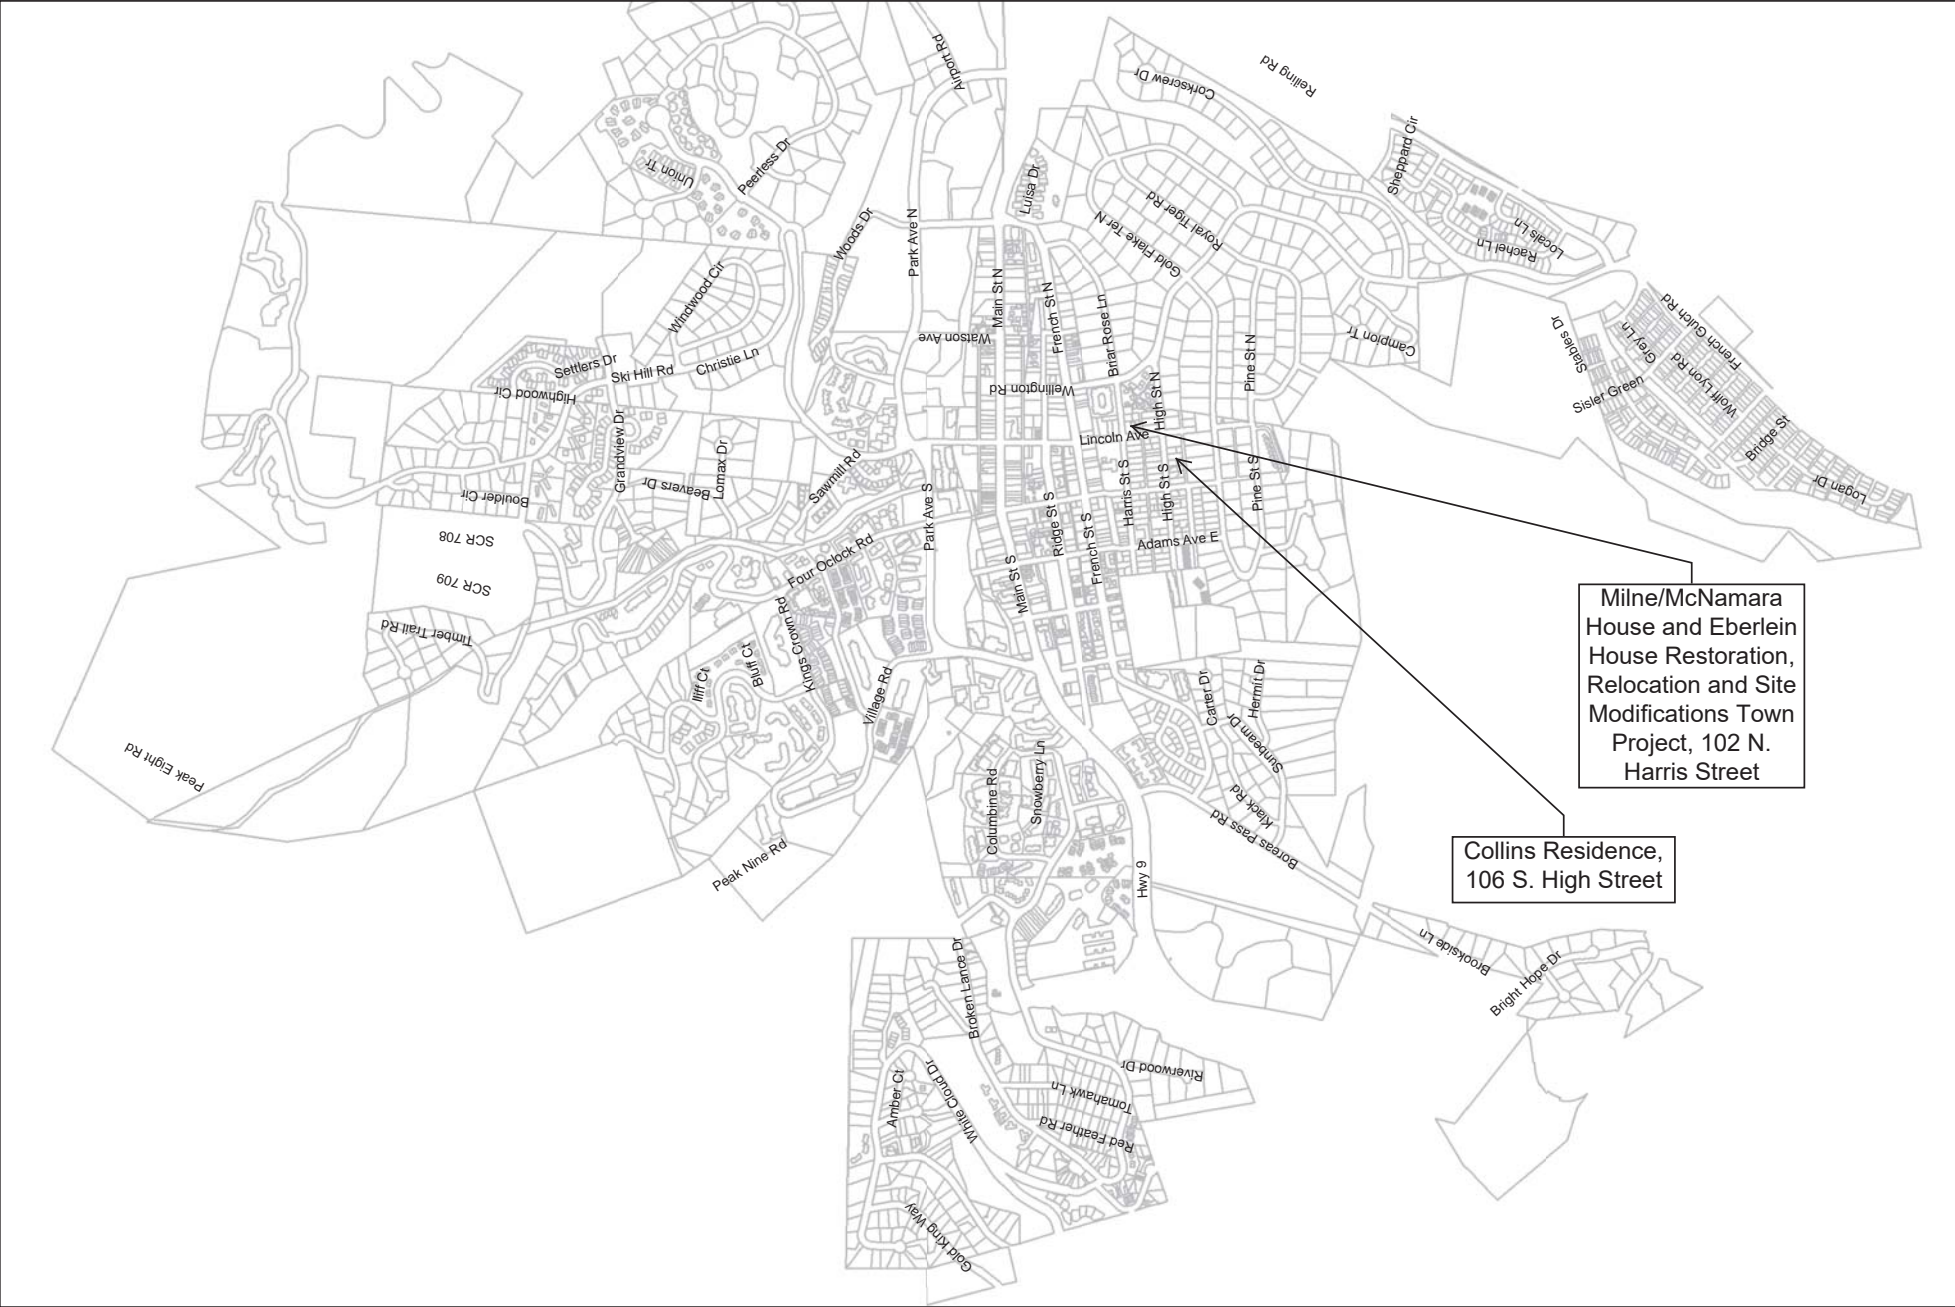 Airport Rd
Reiling Rd
Corkscrew Dr
Sheppard Cir
Union Tr
Peerless Dr
Luisa Dr
Royal Tiger Rd
Gold Flake Ter N
Locals Ln
Rachel Ln
Woods Dr
Park Ave N
Main St N
French St N
Briar Rose Ln
Windwood Cir
Watson Ave
Pine St N
Campion Tr
Stables Dr
Grey Ln
French Gulch Rd
Wolff Lyon Rd
Sisler Green
Bridge St
Logan Dr
Settlers Dr
Ski Hill Rd
Christie Ln
Highwood Cir
Wellington Rd
High St N
Lincoln Ave
Grandview Dr
Lomax Dr
Beavers Dr
Boulder Cir
Sawmill Rd
Park Ave S
Ridge St S
Harris St S
High St S
Pine St S
French St S
Adams Ave E
Main St S
SCR 708
SCR 709
Four Oclock Rd
Timber Trail Rd
Kings Crown Rd
Bluff Ct
Iliff Ct
Village Rd
Carter Dr
Hermit Dr
Sunbeam Dr
Klack Rd
Boreas Pass Rd
Peak Eight Rd
Columbine Rd
Snowberry Ln
Peak Nine Rd
Hwy 9
Milne/McNamara
House and Eberlein
House Restoration,
Relocation and Site
Modifications Town
Project, 102 N.
Harris Street
Collins Residence,
106 S. High Street
Brookside Ln
Bright Hope Dr
Broken Lance Dr
White Cloud Dr
Amber Ct
Riverwood Dr
Tomahawk Ln
Red Feather Rd
Gold King Way